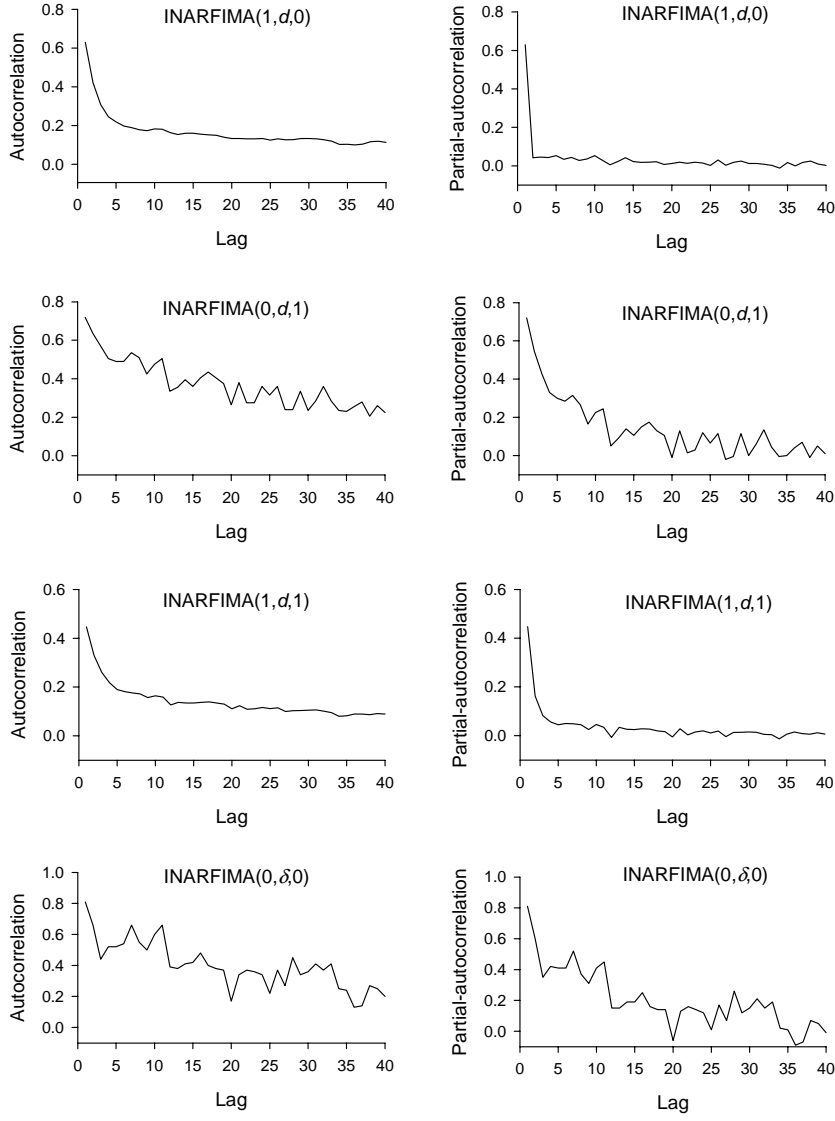 INARFIMA(1,d,0)
Autocorrelation
0.8
0.6
0.4
0.2
0.0
0 5 10 15 20 25 30 35 40
Lag
INARFIMA(1,d,0)
Partial-autocorrelation
0.8
0.6
0.4
0.2
0.0
0 5 10 15 20 25 30 35 40
Lag
INARFIMA(0,d,1)
Autocorrelation
0.8
0.6
0.4
0.2
0.0
0 5 10 15 20 25 30 35 40
Lag
INARFIMA(0,d,1)
Partial-autocorrelation
0.8
0.6
0.4
0.2
0.0
0 5 10 15 20 25 30 35 40
Lag
INARFIMA(1,d,1)
Autocorrelation
0.6
0.4
0.2
0.0
0 5 10 15 20 25 30 35 40
Lag
INARFIMA(1,d,1)
Partial-autocorrelation
0.6
0.4
0.2
0.0
0 5 10 15 20 25 30 35 40
Lag
INARFIMA(0,δ,0)
Autocorrelation
1.0
0.8
0.6
0.4
0.2
0.0
0 5 10 15 20 25 30 35 40
Lag
INARFIMA(0,δ,0)
Partial-autocorrelation
1.0
0.8
0.6
0.4
0.2
0.0
0 5 10 15 20 25 30 35 40
Lag